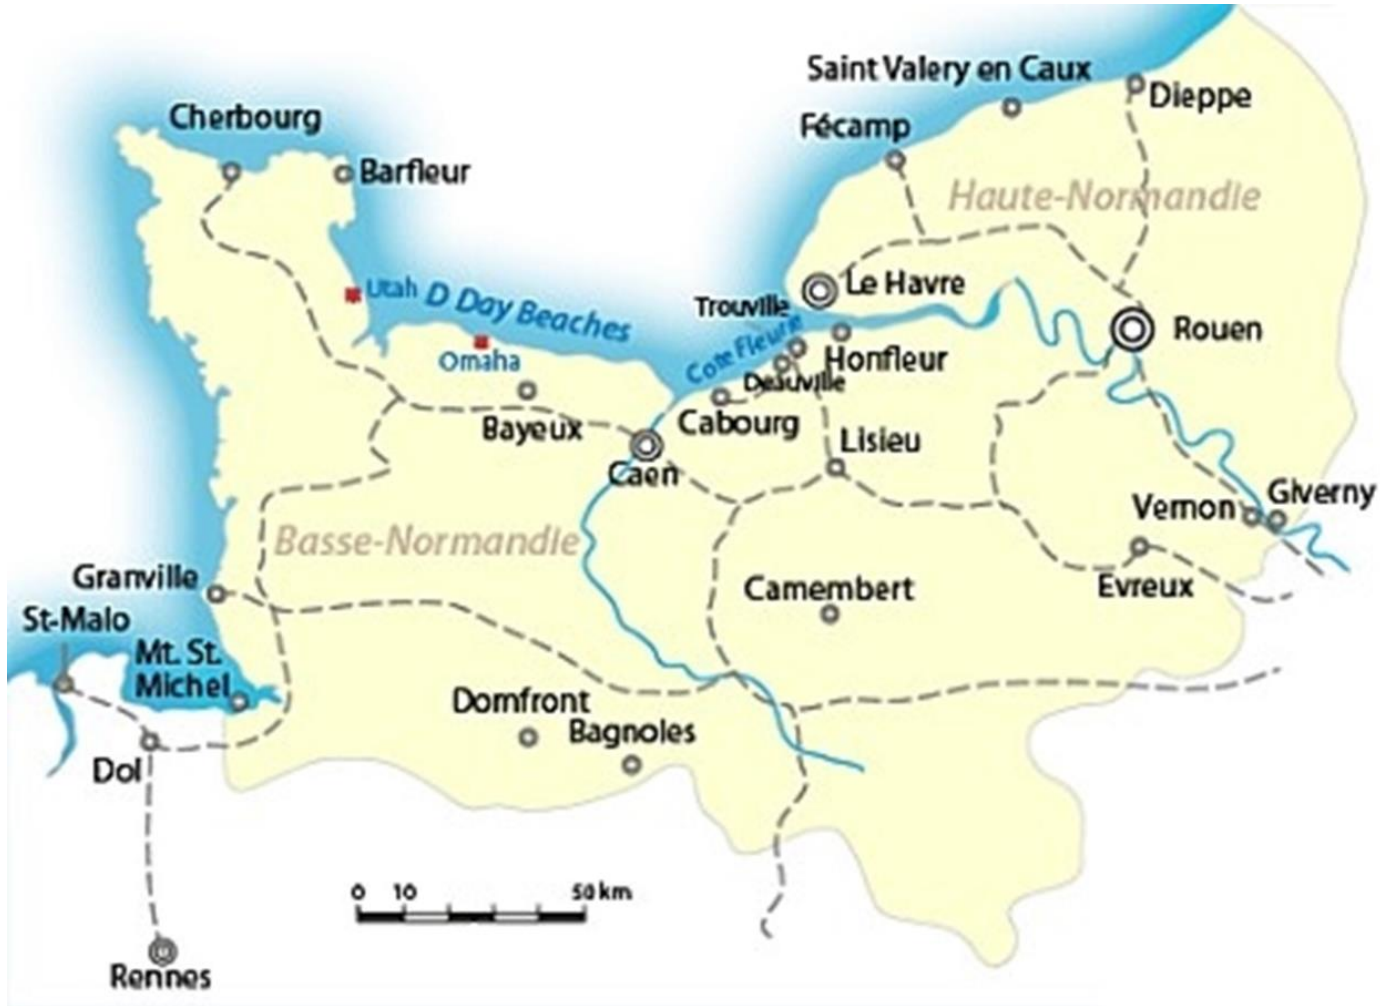 Saint Valery en Caux
Dieppe
Cherbourg
Fécamp
Barfleur
Haute-Normandie
Utah
D Day Beaches
Le Havre
Trouville
Cote Fleurie
Rouen
Omaha
Honfleur
Deauville
Bayeux
Cabourg
Lisieu
Caen
Giverny
Vernon
Basse-Normandie
Granville
Camembert
Evreux
St-Malo
Mt. St.
Michel
Domfront
Bagnoles
Dol
0 10 50 km
Rennes